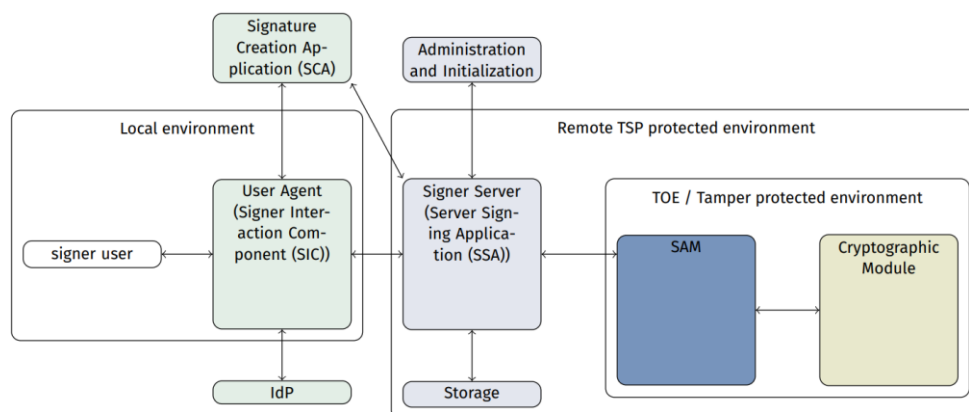 Signature
Creation Ap-
plication (SCA)
Administration
and Initialization
Local environment
Remote TSP protected environment
User Agent
(Signer Inter-
action Com-
ponent (SIC))
Signer Server
(Server Sign-
ing Applica-
tion (SSA))
TOE / Tamper protected environment
SAM
Cryptographic
Module
signer user
IdP
Storage